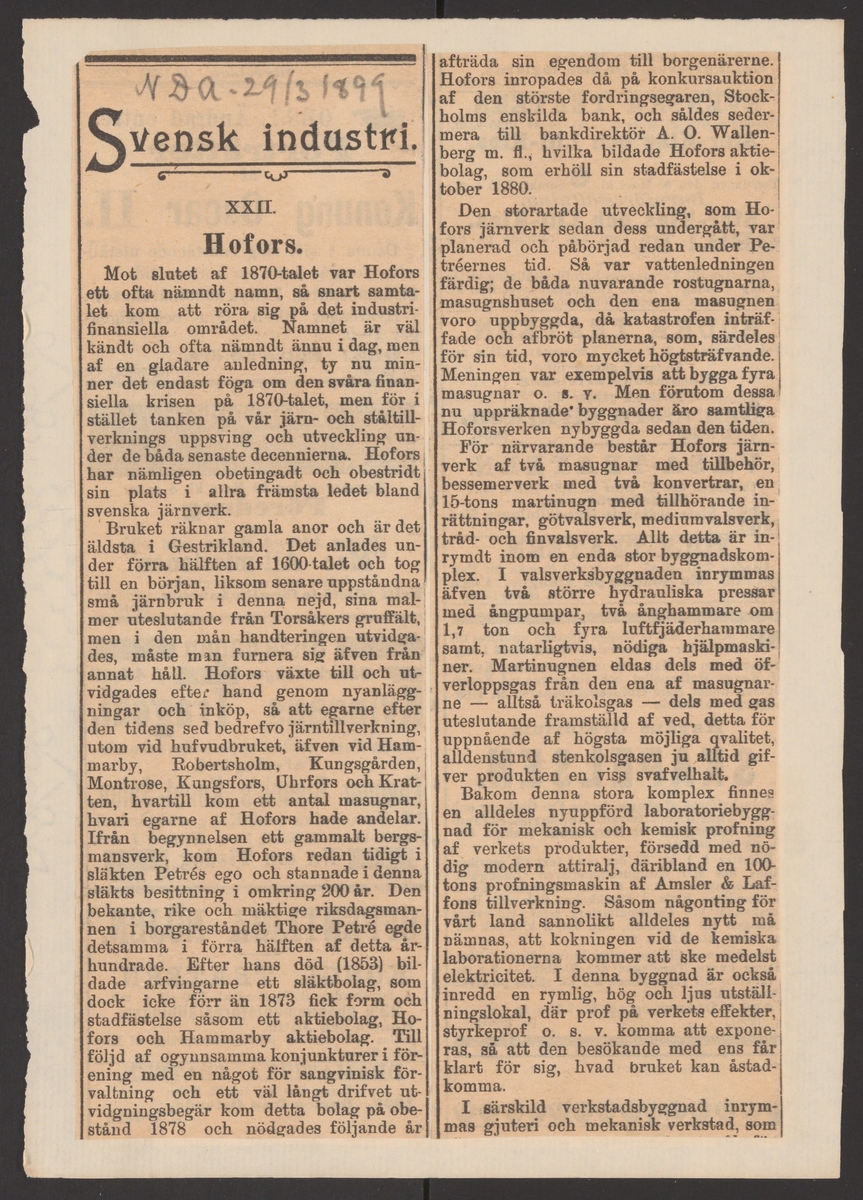 N D A - 29/3 1899
Svensk industri.
XXII.
Hofors.
Mot slutet af 1870-talet var Hofors
ett ofta nämndt namn, så snart samta-
let kom att röra sig på det industri-
finansiella området. Namnet är väl
kändt och ofta nämndt ännu i dag, men
af en gladare anledning, ty nu min-
ner det endast föga om den svåra finan-
siella krisen på 1870-talet, men för i
stället tanken på vår järn- och ståltill-
verknings uppsving och utveckling un-
der de båda senaste decennierna. Hofors
har nämligen obetingadt och obestridt
sin plats i allra främsta ledet bland
svenska järnverk.
Bruket räknar gamla anor och är det
äldsta i Gestrikland. Det anlades un-
der förra hälften af 1600-talet och tog
till en början, liksom senare uppståndna
små järnbruk i denna nejd, sina mal-
mer uteslutande från Torsåkers gruffält,
men i den mån handteringen utvidga-
des, måste man furnera sig äfven från
annat håll. Hofors växte till och ut-
vidgades efter hand genom nyanlägg-
ningar och inköp, så att egarne efter
den tidens sed bedrefvo järntillverkning,
utom vid hufvudbruket, äfven vid Ham-
marby, Robertsholm, Kungsgården,
Montrose, Kungsfors, Uhrfors och Krat-
ten, hvartill kom ett antal masugnar,
hvari egarne af Hofors hade andelar.
Ifrån begynnelsen ett gammalt bergs-
mansverk, kom Hofors redan tidigt i
släkten Petrés ego och stannade i denna
släkts besittning i omkring 200 år. Den
bekante, rike och mäktige riksdagsman-
nen i borgareståndet Thore Petré egde
detsamma i förra hälften af detta år-
hundrade. Efter hans död (1853) bil-
dade arfvingarne ett släktbolag, som
dock icke förr än 1873 fick form och
stadfästelse såsom ett aktiebolag, Ho-
fors och Hammarby aktiebolag. Till
följd af ogynnsamma konjunkturer i för-
ening med en något för sangvinisk för-
valtning och ett väl långt drifvet ut-
vidgningsbegär kom detta bolag på obe-
stånd 1878 och nödgades följande år
afträda sin egendom till borgenärerne.
Hofors inropades då på konkursauktion
af den störste fordringsegaren, Stock-
holms enskilda bank, och såldes seder-
mera till bankdirektör A. O. Wallen-
berg m. fl., hvilka bildade Hofors aktie-
bolag, som erhöll sin stadfästelse i ok-
tober 1880.
Den storartade utveckling, som Ho-
fors järnverk sedan dess undergått, var
planerad och påbörjad redan under Pe-
tréernes tid. Så var vattenledningen
färdig; de båda nuvarande rostugnarna,
masugnshuset och den ena masugnen
voro uppbyggda, då katastrofen inträf-
fade och afbröt planerna, som, särdeles
för sin tid, voro mycket högtsträfvande.
Meningen var exempelvis att bygga fyra
masugnar o. s. v. Men förutom dessa
nu uppräknade byggnader äro samtliga
Hoforsverken nybyggda sedan den tiden.
För närvarande består Hofors järn-
verk af två masugnar med tillbehör,
bessemerverk med två konvertrar, en
15-tons martinugn med tillhörande in-
rättningar, götvalsverk, mediumvalsverk,
tråd- och finvalsverk. Allt detta är in-
rymdt inom en enda stor byggnadskom-
plex. I valsverksbyggnaden inrymmas
äfven två större hydrauliska pressar
med ångpumpar, två ånghammare om
1,7 ton och fyra luftfjäderhammare
samt, natarligtvis, nödiga hjälpmaski-
ner. Martinugnen eldas dels med öf-
verloppsgas från den ena af masugnar-
ne — alltså träkolsgas — dels med gas
uteslutande framställd af ved, detta för
uppnående af högsta möjliga qvalitet,
alldenstund stenkolsgasen ju alltid gif-
ver produkten en viss svafvelhalt.
Bakom denna stora komplex finnes
en alldeles nyuppförd laboratoriebygg-
nad för mekanisk och kemisk profning
af verkets produkter, försedd med nö-
dig modern attiralj, däribland en 100-
tons profningsmaskin af Amsler & Laf-
fons tillverkning. Såsom någonting för
vårt land sannolikt alldeles nytt må
nämnas, att kokningen vid de kemiska
laborationerna kommer att ske medelst
elektricitet. I denna byggnad är också
inredd en rymlig, hög och ljus utställ-
ningslokal, där prof på verkets effekter,
styrkeprof o. s. v. komma att expone-
ras, så att den besökande med ens får
klart för sig, hvad bruket kan åstad-
komma.
I särskild verkstadsbyggnad inrym-
mas gjuteri och mekanisk verkstad, som